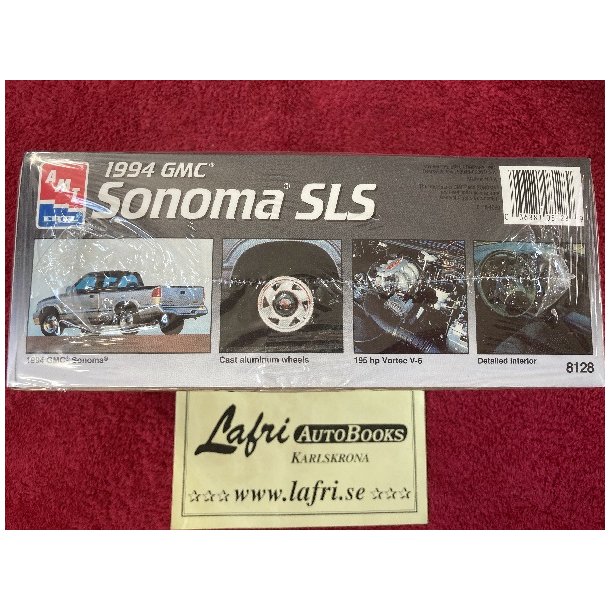 AMT
ERTL
1994 GMC®
Sonoma® SLS
1994 GMC® Sonoma®
Cast aluminum wheels
195 hp Vortec V-6
Detailed interior
8128
Lafri AUTOBOOKS
KARLSKRONA
☆☆☆ www.lafri.se ☆☆☆